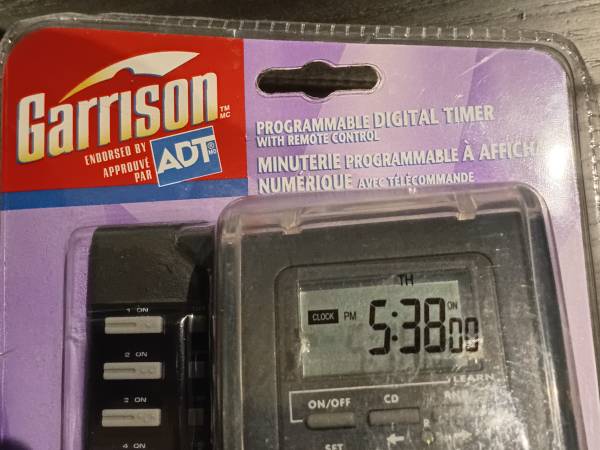 Garrison
TM
MC
ENDORSED BY
APPROUVÉ
PAR
ADT
PROGRAMMABLE DIGITAL TIMER
WITH REMOTE CONTROL
MINUTERIE PROGRAMMABLE À AFFICHA
NUMÉRIQUE AVEC TÉLÉCOMMANDE
TH
CLOCK PM 5:38 00 ON
LEARN
ON/OFF CD
R
SET
1 ON
2 ON
3 ON
4 ON